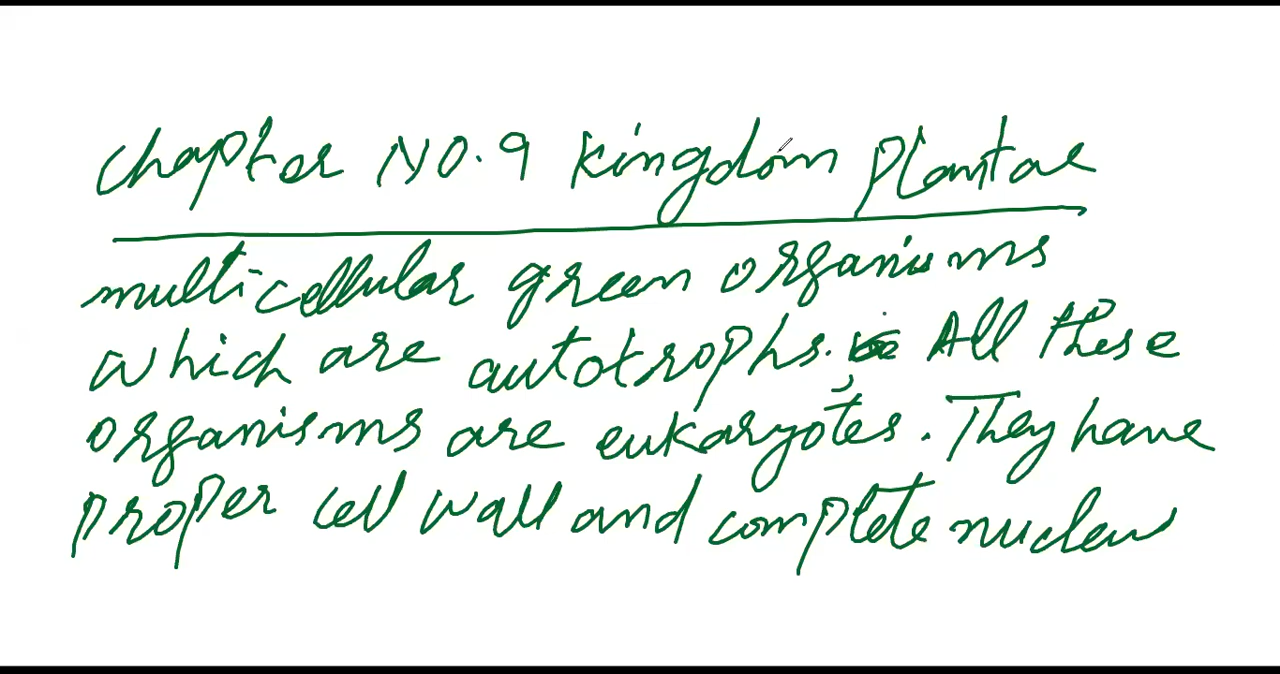 Chapter NO.9 Kingdom Plantae
multicellular green organisms
which are autotrophs. All these
organisms are eukaryotes. They have
proper cell wall and complete nucleus